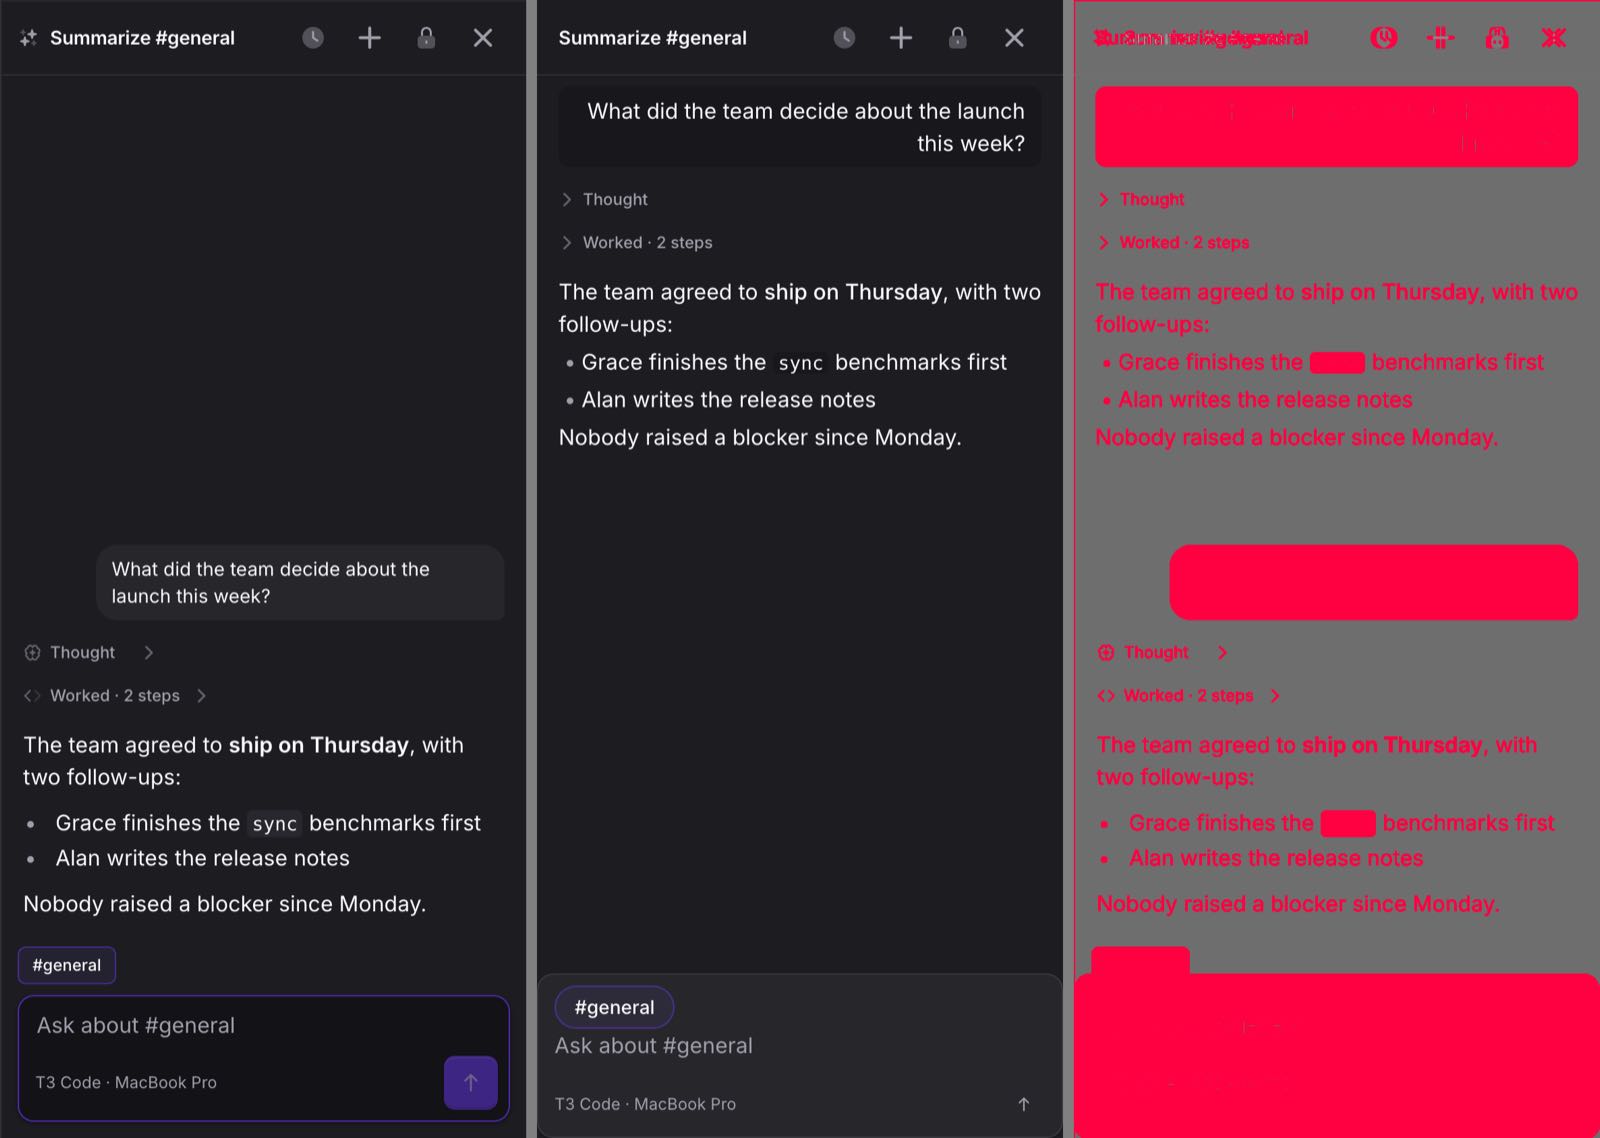 Summarize #general
What did the team decide about the
launch this week?
Thought
Worked · 2 steps
The team agreed to ship on Thursday, with
two follow-ups:
• Grace finishes the sync benchmarks first
• Alan writes the release notes
Nobody raised a blocker since Monday.
#general
Ask about #general
T3 Code · MacBook Pro
Summarize #general
What did the team decide about the launch
this week?
Thought
Worked · 2 steps
The team agreed to ship on Thursday, with two
follow-ups:
• Grace finishes the sync benchmarks first
• Alan writes the release notes
Nobody raised a blocker since Monday.
#general
Ask about #general
T3 Code · MacBook Pro
Thought
Worked · 2 steps
The team agreed to ship on Thursday, with two
follow-ups:
• Grace finishes the benchmarks first
• Alan writes the release notes
Nobody raised a blocker since Monday.
Thought
Worked · 2 steps
The team agreed to ship on Thursday, with
two follow-ups:
• Grace finishes the benchmarks first
• Alan writes the release notes
Nobody raised a blocker since Monday.